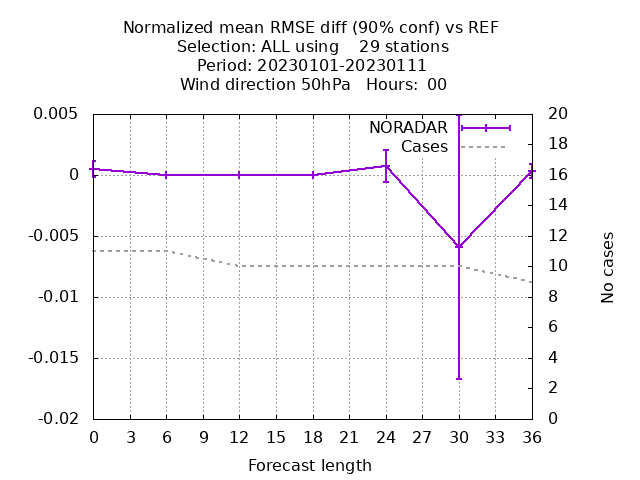 Normalized mean RMSE diff (90% conf) vs REF
Selection: ALL using    29 stations
Period: 20230101-20230111
Wind direction 50hPa   Hours:  00
0.005
0
-0.005
-0.01
-0.015
-0.02
20
18
16
14
12
10
8
6
4
2
0
NORADAR
Cases
No cases
0 3 6 9 12 15 18 21 24 27 30 33 36
Forecast length